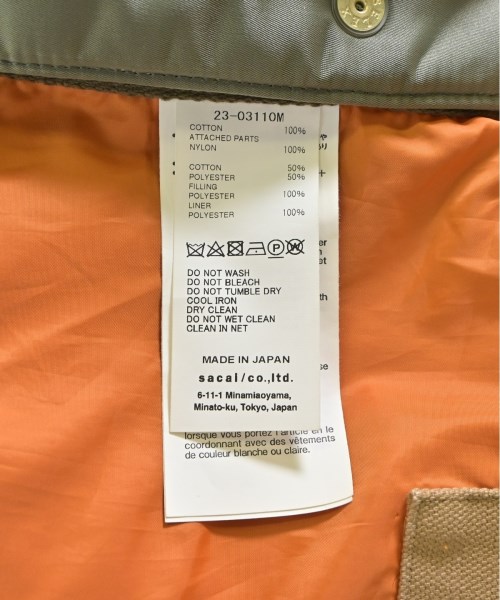 TALEX
23-03110M
COTTON 100%
ATTACHED PARTS
NYLON 100%
COTTON 50%
POLYESTER 50%
FILLING
POLYESTER 100%
LINER
POLYESTER 100%
DO NOT WASH
DO NOT BLEACH
DO NOT TUMBLE DRY
COOL IRON
DRY CLEAN
DO NOT WET CLEAN
CLEAN IN NET
MADE IN JAPAN
sacai/co.,ltd.
6-11-1 Minamiaoyama,
Minato-ku, Tokyo, Japan
lorsque vous portez l'article en le
coordonnant avec des vêtements
de couleur blanche ou claire.